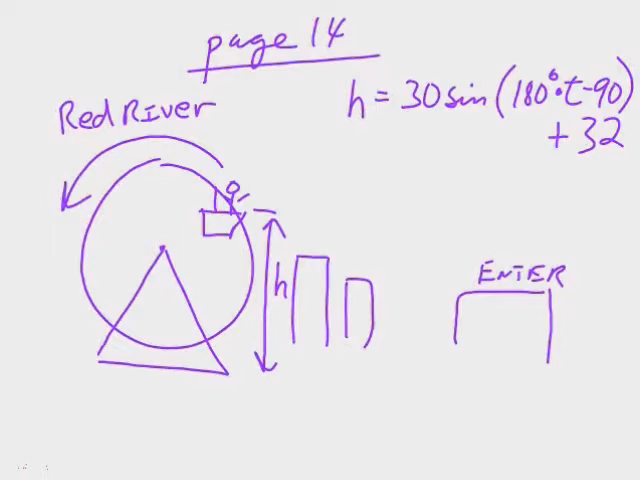 page 14
h = 30 sin (180°·t-90)
+ 32
Red River
h
ENTER